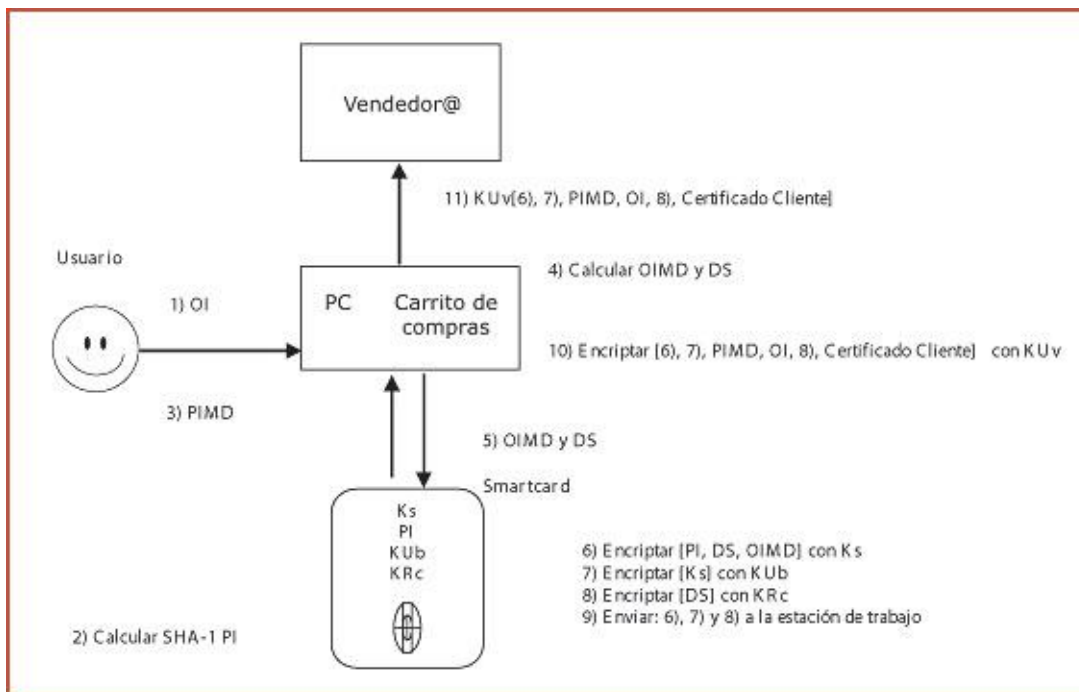 Vendedor@
11) KUv[6), 7), PIMD, OI, 8), Certificado Cliente]
Usuario
4) Calcular OIMD y DS
1) OI
PC Carrito de
compras
10) Encriptar [6), 7), PIMD, OI, 8), Certificado Cliente] con KUv
3) PIMD
5) OIMD y DS
Smartcard
Ks
PI
KUb
KRc
6) Encriptar [PI, DS, OIMD] con Ks
7) Encriptar [Ks] con KUb
8) Encriptar [DS] con KRc
9) Enviar: 6), 7) y 8) a la estación de trabajo
2) Calcular SHA-1 PI